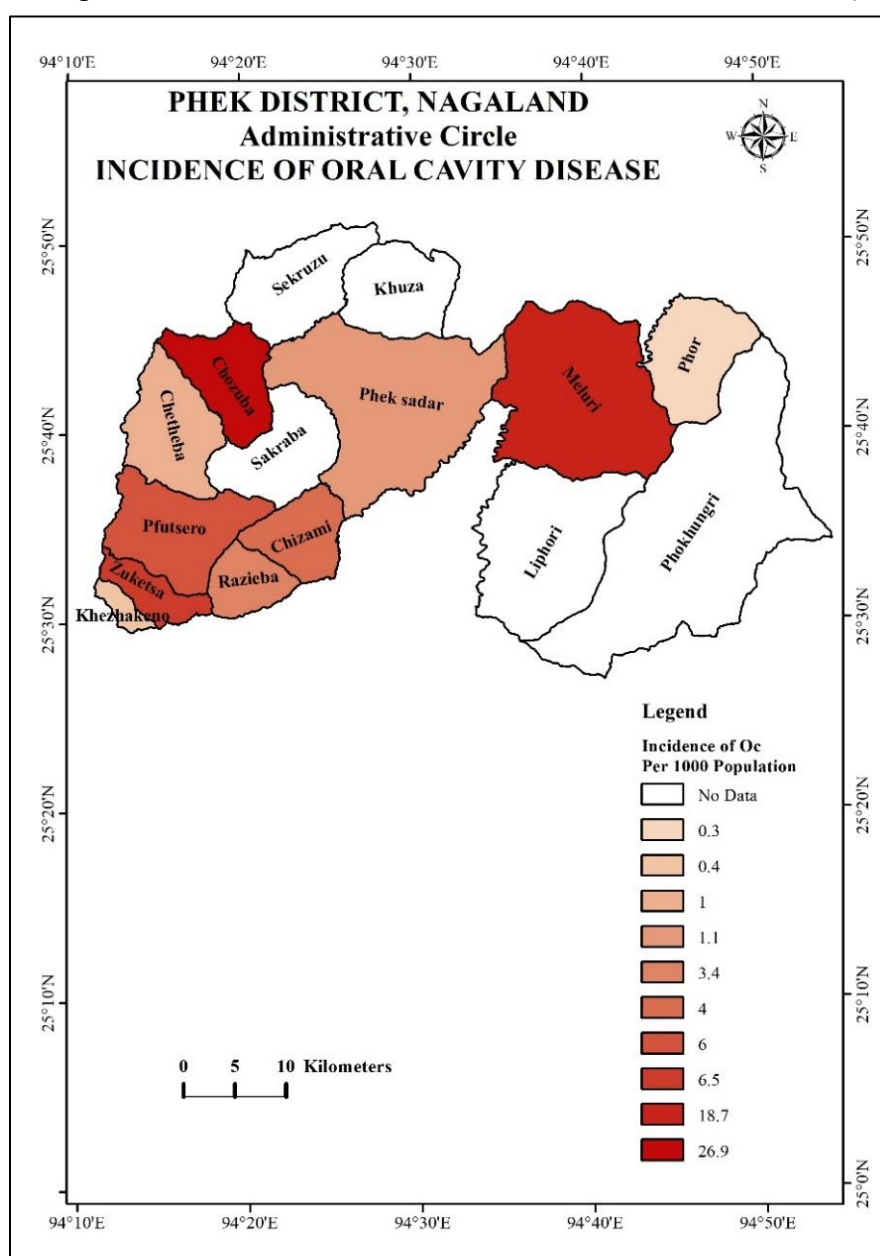 94°10'E 94°20'E 94°30'E 94°40'E 94°50'E
PHEK DISTRICT, NAGALAND
Administrative Circle
INCIDENCE OF ORAL CAVITY DISEASE
N
W E
S
25°50'N 25°50'N
Sekruzu
Khuza
Chozuba
Phek sadar
Meluri
Phor
Chetheba
Sakraba
25°40'N 25°40'N
Pfutsero
Chizami
Liphori
Phokhungri
Zuketsa
Razieba
Khezhakeno
25°30'N 25°30'N
Legend
Incidence of Oc
Per 1000 Population
No Data
25°20'N 25°20'N
0.3
0.4
1
1.1
3.4
25°10'N 25°10'N
4
6
6.5
18.7
26.9
0 5 10 Kilometers
25°0'N 25°0'N
94°10'E 94°20'E 94°30'E 94°40'E 94°50'E